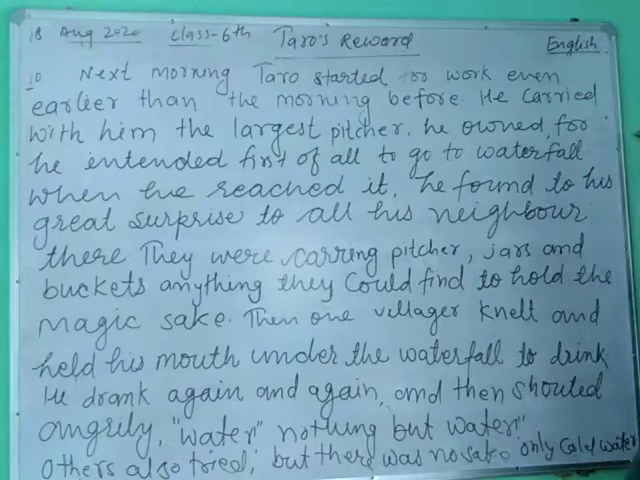 18 Aug 2020 Class-6th Taro's Reward English
10 Next morning Taro started for work even
earlier than the morning before. He Carried
with him the largest pitcher. he owned, for
he intended first of all to go to waterfall
when he reached it, he found to his
great surprise to all his neighbour
there They were carring pitcher, jars and
buckets anything they Could find to hold the
magic sake. Then one villager knelt and
held his mouth under the waterfall to drink
He drank again and again, and then shouted
angrily, "water" nothing but water"
Others also tried, but there was no sake only Cold water